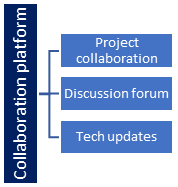 Collaboration platform
Project
collaboration
Discussion forum
Tech updates